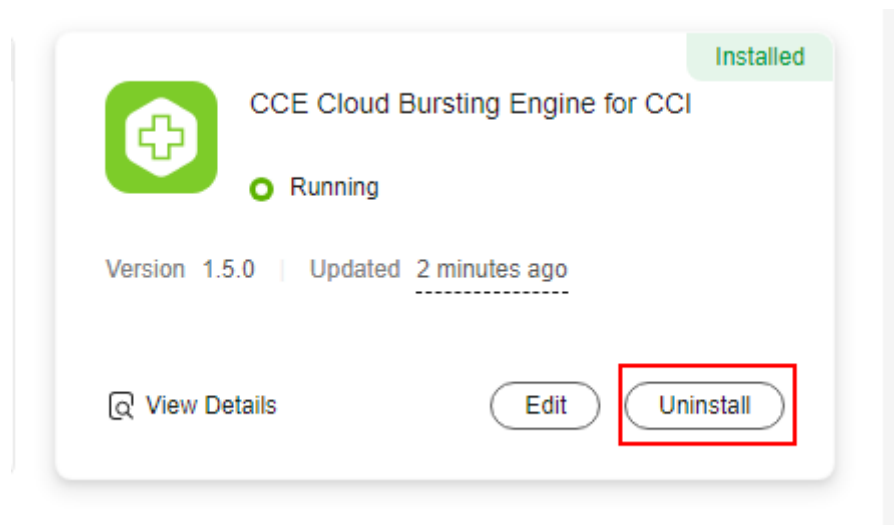 Installed
CCE Cloud Bursting Engine for CCI
Running
Version 1.5.0 Updated 2 minutes ago
View Details Edit Uninstall